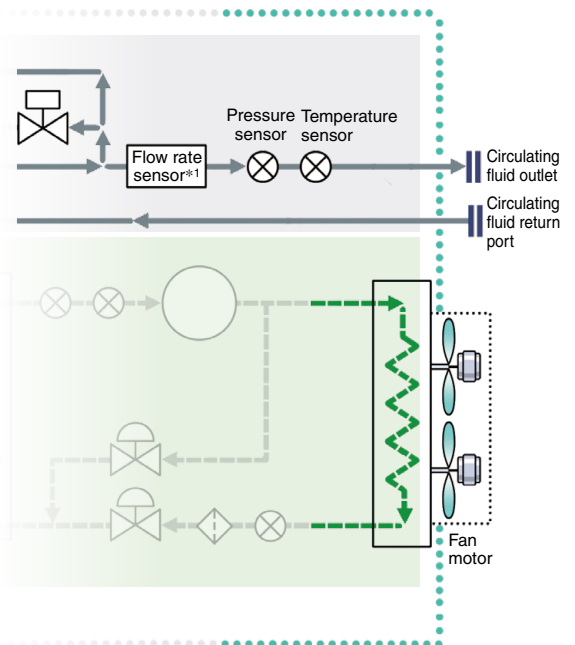 Pressure
sensor
Temperature
sensor
Flow rate
sensor*1
Circulating
fluid outlet
Circulating
fluid return
port
Fan
motor